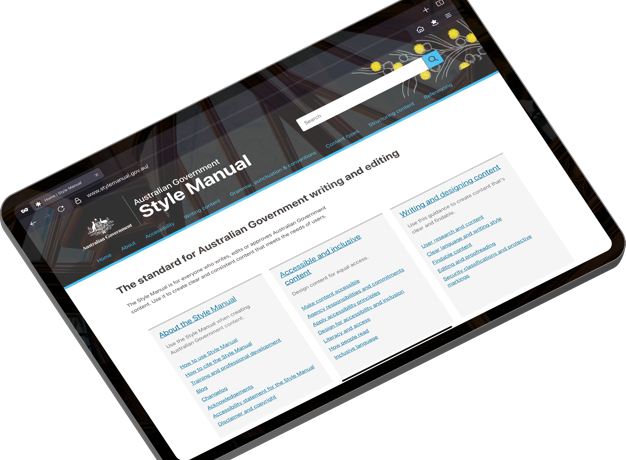 Home | Style Manual
www.stylemanual.gov.au/
Australian Government
Australian Government
Style Manual
Search
Home
About
Accessibility
Writing content
Grammar, punctuation & conventions
Content types
Structuring content
Referencing
The standard for Australian Government writing and editing
The Style Manual is for everyone who writes, edits or approves Australian Government
content. Use it to create clear and consistent content that meets the needs of users.
About the Style Manual
Use the Style Manual when creating
Australian Government content.
How to use Style Manual
How to cite the Style Manual
Training and professional development
Blog
Changelog
Acknowledgements
Accessibility statement for the Style Manual
Disclaimer and copyright
Accessible and inclusive
content
Design content for equal access.
Make content accessible
Agency responsibilities and commitments
Apply accessibility principles
Design for accessibility and inclusion
Literacy and access
How people read
Inclusive language
Writing and designing content
Use this guidance to create content that's
clear and findable.
User research and content
Clear language and writing style
Findable content
Editing and proofreading
Security classifications and protective
markings